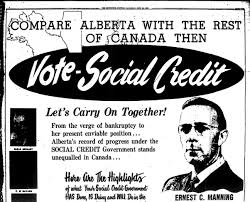 COMPARE ALBERTA WITH THE REST
OF CANADA THEN
Vote-Social Credit
Let's Carry On Together!
From the verge of bankruptcy to
her present enviable position . . .
Alberta's record of progress under the
SOCIAL CREDIT Government stands
unequalled in Canada . . .
Here Are The Highlights
of what Your Social Credit Government
HAS Done, IS Doing and WILL Do in the
ERNEST C. MANNING